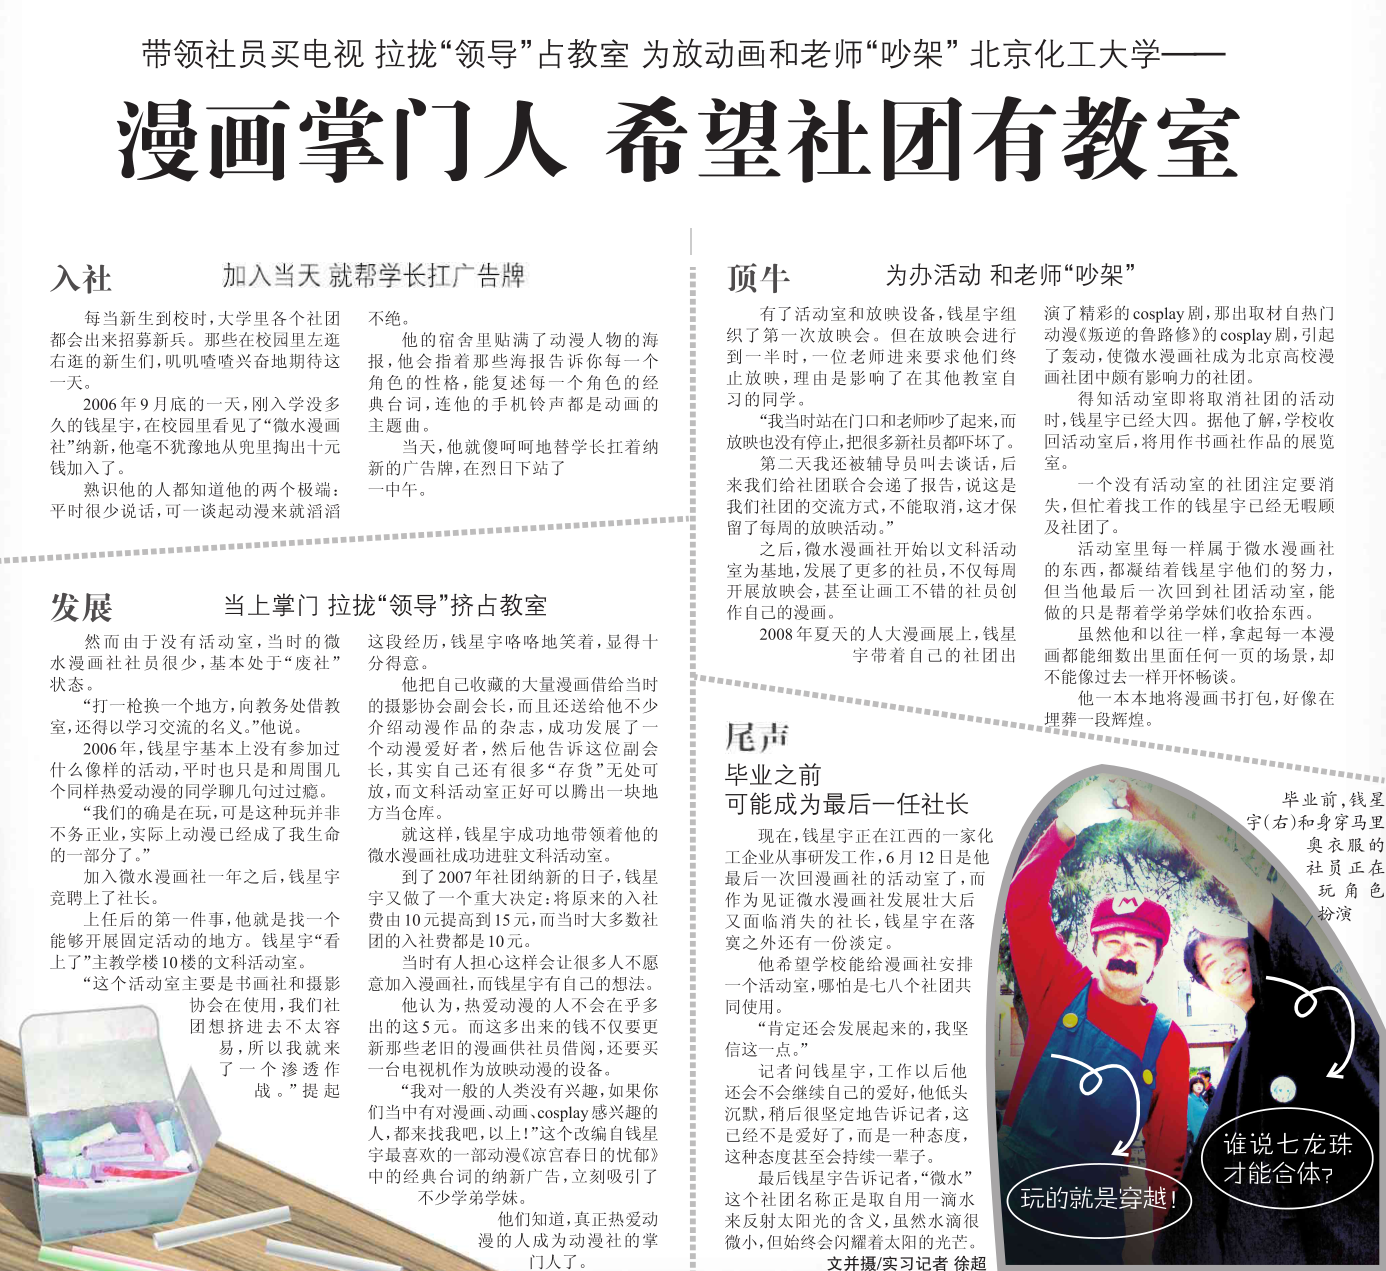 带领社员买电视 拉拢“领导”占教室 为放动画和老师“吵架” 北京化工大学——
漫画掌门人 希望社团有教室
入社
加入当天 就帮学长扛广告牌
每当新生到校时,大学里各个社团
都会出来招募新兵。那些在校园里左逛
右逛的新生们,叽叽喳喳兴奋地期待这
一天。
2006年9月底的一天,刚入学没多
久的钱星宇,在校园里看见了“微水漫画
社”纳新,他毫不犹豫地从兜里掏出十元
钱加入了。
熟识他的人都知道他的两个极端:
平时很少说话,可一谈起动漫来就滔滔
不绝。
他的宿舍里贴满了动漫人物的海
报,他会指着那些海报告诉你每一个
角色的性格,能复述每一个角色的经
典台词,连他的手机铃声都是动画的
主题曲。
当天,他就傻呵呵地替学长扛着纳
新的广告牌,在烈日下站了
一中午。
发展
当上掌门 拉拢“领导”挤占教室
然而由于没有活动室,当时的微
水漫画社社员很少,基本处于“废社”
状态。
“打一枪换一个地方,向教务处借教
室,还得以学习交流的名义。”他说。
2006年,钱星宇基本上没有参加过
什么像样的活动,平时也只是和周围几
个同样热爱动漫的同学聊几句过过瘾。
“我们的确是在玩,可是这种玩并非
不务正业,实际上动漫已经成了我生命
的一部分了。”
加入微水漫画社一年之后,钱星宇
竞聘上了社长。
上任后的第一件事,他就是找一个
能够开展固定活动的地方。钱星宇“看
上了”主教学楼10楼的文科活动室。
“这个活动室主要是书画社和摄影
协会在使用,我们社
团想挤进去不太容
易,所以我就来
了一个渗透作
战。”提起
这段经历,钱星宇咯咯地笑着,显得十
分得意。
他把自己收藏的大量漫画借给当时
的摄影协会副会长,而且还送给他不少
介绍动漫作品的杂志,成功发展了一
个动漫爱好者,然后他告诉这位副会
长,其实自己还有很多“存货”无处可
放,而文科活动室正好可以腾出一块地
方当仓库。
就这样,钱星宇成功地带领着他的
微水漫画社成功进驻文科活动室。
到了2007年社团纳新的日子,钱星
宇又做了一个重大决定:将原来的入社
费由10元提高到15元,而当时大多数社
团的入社费都是10元。
当时有人担心这样会让很多人不愿
意加入漫画社,而钱星宇有自己的想法。
他认为,热爱动漫的人不会在乎多
出的这5元。而这多出来的钱不仅要更
新那些老旧的漫画供社员借阅,还要买
一台电视机作为放映动漫的设备。
“我对一般的人类没有兴趣,如果你
们当中有对漫画、动画、cosplay感兴趣的
人,都来找我吧,以上!”这个改编自钱星
宇最喜欢的一部动漫《凉宫春日的忧郁》
中的经典台词的纳新广告,立刻吸引了
不少学弟学妹。
他们知道,真正热爱动
漫的人成为动漫社的掌
门人了。
顶牛
为办活动 和老师“吵架”
有了活动室和放映设备,钱星宇组
织了第一次放映会。但在放映会进行
到一半时,一位老师进来要求他们终
止放映,理由是影响了在其他教室自
习的同学。
“我当时站在门口和老师吵了起来,而
放映也没有停止,把很多新社员都吓坏了。
第二天我还被辅导员叫去谈话,后
来我们给社团联合会递了报告,说这是
我们社团的交流方式,不能取消,这才保
留了每周的放映活动。”
之后,微水漫画社开始以文科活动
室为基地,发展了更多的社员,不仅每周
开展放映会,甚至让画工不错的社员创
作自己的漫画。
2008年夏天的人大漫画展上,钱星
宇带着自己的社团出
演了精彩的cosplay剧,那出取材自热门
动漫《叛逆的鲁路修》的cosplay剧,引起
了轰动,使微水漫画社成为北京高校漫
画社团中颇有影响力的社团。
得知活动室即将取消社团的活动
时,钱星宇已经大四。据他了解,学校收
回活动室后,将用作书画社作品的展览
室。
一个没有活动室的社团注定要消
失,但忙着找工作的钱星宇已经无暇顾
及社团了。
活动室里每一样属于微水漫画社
的东西,都凝结着钱星宇他们的努力,
但当他最后一次回到社团活动室,能
做的只是帮着学弟学妹们收拾东西。
虽然他和以往一样,拿起每一本漫
画都能细数出里面任何一页的场景,却
不能像过去一样开怀畅谈。
他一本本地将漫画书打包,好像在
埋葬一段辉煌。
尾声
毕业之前
可能成为最后一任社长
现在,钱星宇正在江西的一家化
工企业从事研发工作,6月12日是他
最后一次回漫画社的活动室了,而
作为见证微水漫画社发展壮大后
又面临消失的社长,钱星宇在落
寞之外还有一份淡定。
他希望学校能给漫画社安排
一个活动室,哪怕是七八个社团共
同使用。
“肯定还会发展起来的,我坚
信这一点。”
记者问钱星宇,工作以后他
还会不会继续自己的爱好,他低头
沉默,稍后很坚定地告诉记者,这
已经不是爱好了,而是一种态度,
这种态度甚至会持续一辈子。
最后钱星宇告诉记者,“微水”
这个社团名称正是取自用一滴水
来反射太阳光的含义,虽然水滴很
微小,但始终会闪耀着太阳的光芒。
文并摄/实习记者 徐超
毕业前,钱星
宇(右)和身穿马里
奥衣服的
社员正在
玩角色
扮演
M
玩的就是穿越!
谁说七龙珠
才能合体?